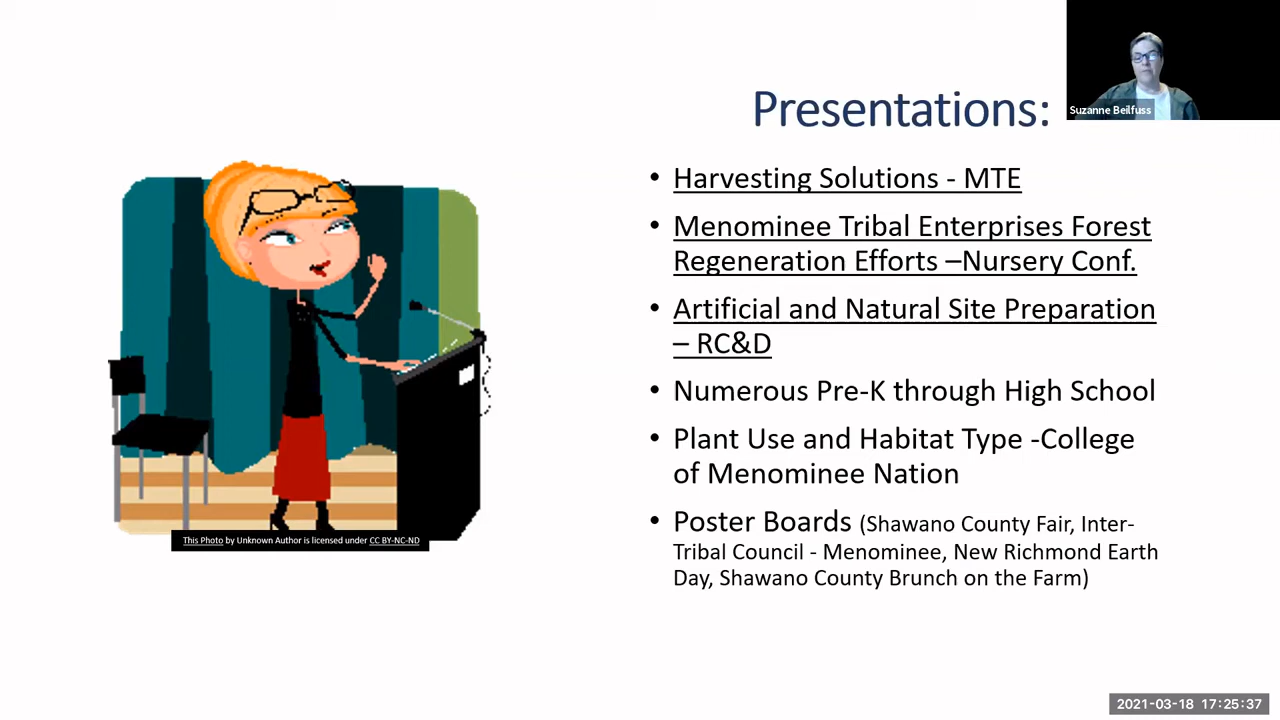 Presentations:
Suzanne Beilfuss
• Harvesting Solutions - MTE
• Menominee Tribal Enterprises Forest
Regeneration Efforts –Nursery Conf.
• Artificial and Natural Site Preparation
– RC&D
• Numerous Pre-K through High School
• Plant Use and Habitat Type -College
of Menominee Nation
• Poster Boards (Shawano County Fair, Inter-
Tribal Council - Menominee, New Richmond Earth
Day, Shawano County Brunch on the Farm)
This Photo by Unknown Author is licensed under CC BY-NC-ND
2021-03-18 17:25:37